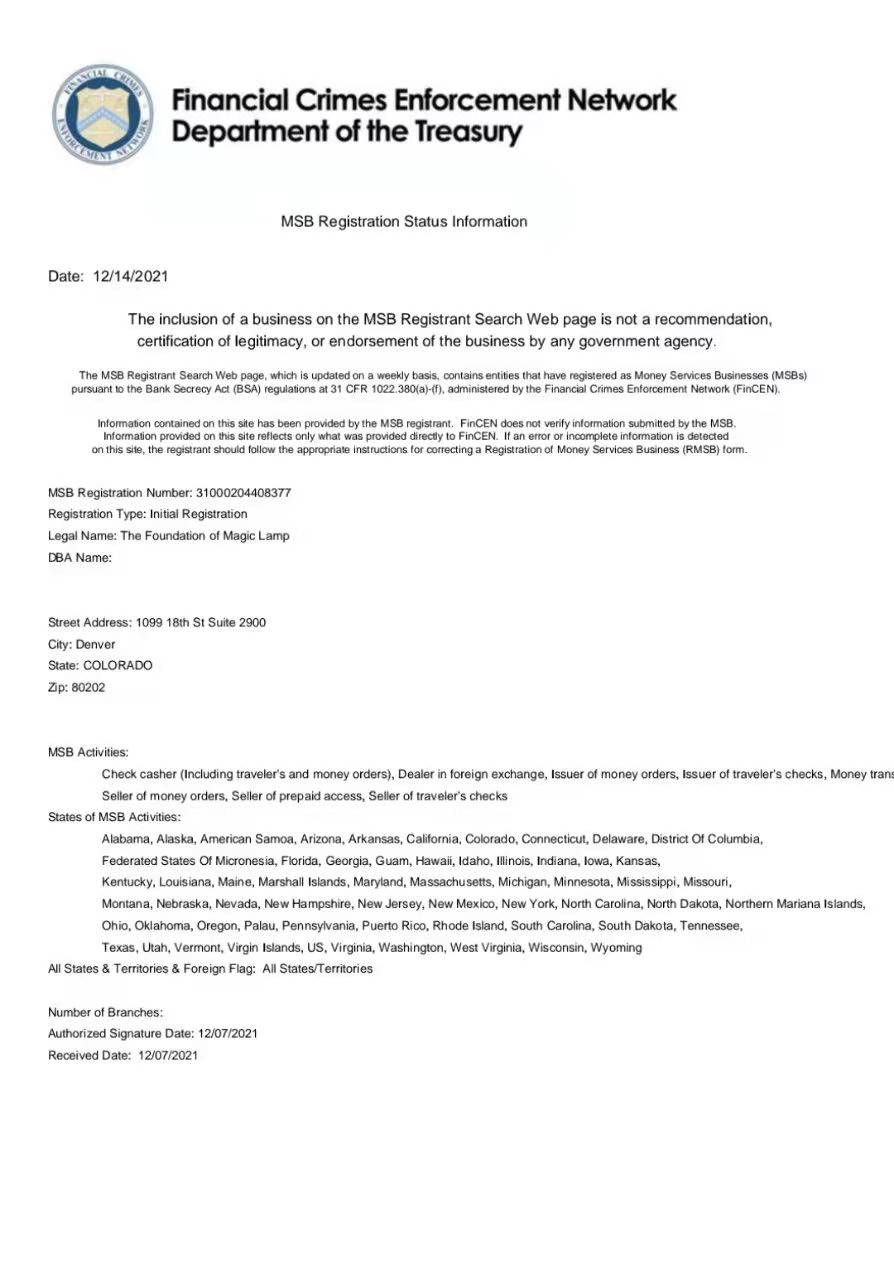 FINANCIAL CRIMES
ENFORCEMENT NETWORK
Financial Crimes Enforcement Network
Department of the Treasury
MSB Registration Status Information
Date: 12/14/2021
The inclusion of a business on the MSB Registrant Search Web page is not a recommendation,
certification of legitimacy, or endorsement of the business by any government agency.
The MSB Registrant Search Web page, which is updated on a weekly basis, contains entities that have registered as Money Services Businesses (MSBs)
pursuant to the Bank Secrecy Act (BSA) regulations at 31 CFR 1022.380(a)-(f), administered by the Financial Crimes Enforcement Network (FinCEN).
Information contained on this site has been provided by the MSB registrant. FinCEN does not verify information submitted by the MSB.
Information provided on this site reflects only what was provided directly to FinCEN. If an error or incomplete information is detected
on this site, the registrant should follow the appropriate instructions for correcting a Registration of Money Services Business (RMSB) form.
MSB Registration Number: 31000204408377
Registration Type: Initial Registration
Legal Name: The Foundation of Magic Lamp
DBA Name:
Street Address: 1099 18th St Suite 2900
City: Denver
State: COLORADO
Zip: 80202
MSB Activities:
Check casher (Including traveler's and money orders), Dealer in foreign exchange, Issuer of money orders, Issuer of traveler's checks, Money trans
Seller of money orders, Seller of prepaid access, Seller of traveler's checks
States of MSB Activities:
Alabama, Alaska, American Samoa, Arizona, Arkansas, California, Colorado, Connecticut, Delaware, District Of Columbia,
Federated States Of Micronesia, Florida, Georgia, Guam, Hawaii, Idaho, Illinois, Indiana, Iowa, Kansas,
Kentucky, Louisiana, Maine, Marshall Islands, Maryland, Massachusetts, Michigan, Minnesota, Mississippi, Missouri,
Montana, Nebraska, Nevada, New Hampshire, New Jersey, New Mexico, New York, North Carolina, North Dakota, Northern Mariana Islands,
Ohio, Oklahoma, Oregon, Palau, Pennsylvania, Puerto Rico, Rhode Island, South Carolina, South Dakota, Tennessee,
Texas, Utah, Vermont, Virgin Islands, US, Virginia, Washington, West Virginia, Wisconsin, Wyoming
All States & Territories & Foreign Flag: All States/Territories
Number of Branches:
Authorized Signature Date: 12/07/2021
Received Date: 12/07/2021